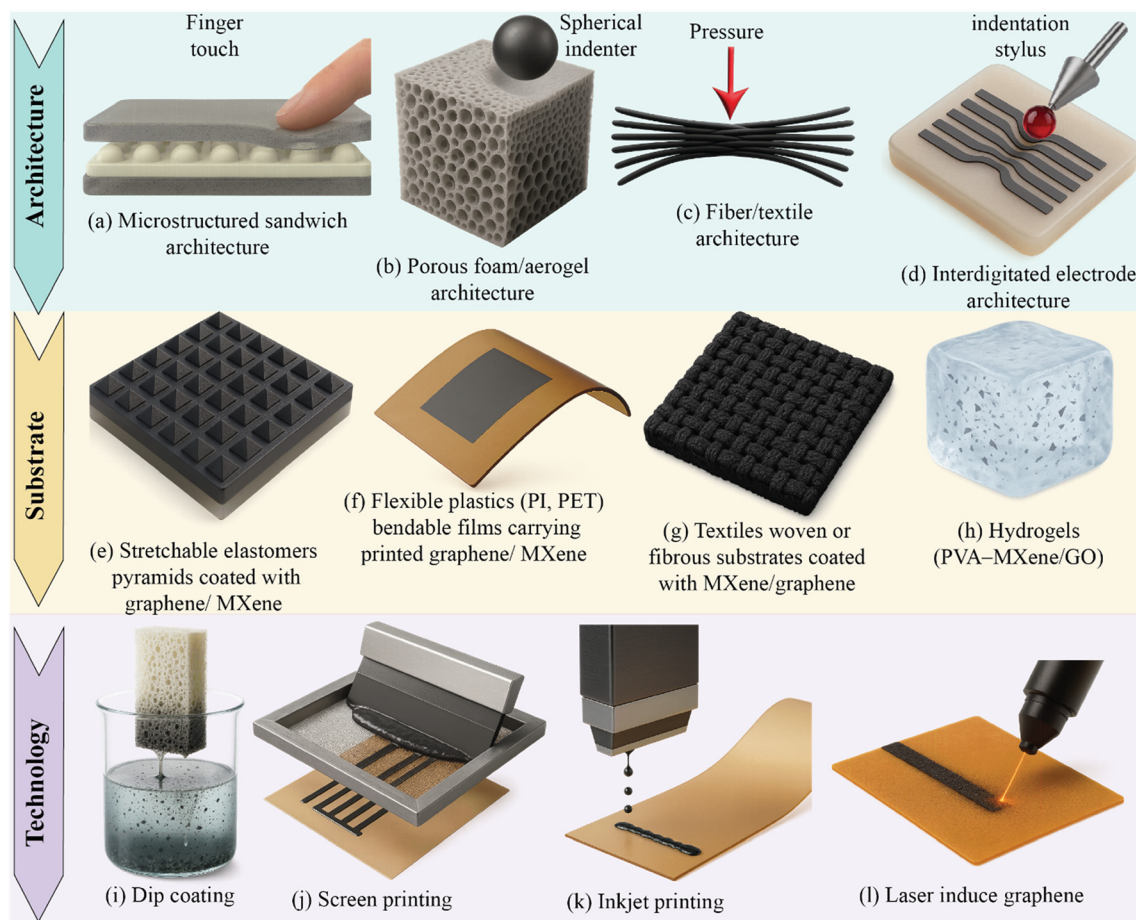 Architecture
Finger
touch
(a) Microstructured sandwich
architecture
Spherical
indenter
(b) Porous foam/aerogel
architecture
Pressure
(c) Fiber/textile
architecture
indentation
stylus
(d) Interdigitated electrode
architecture
Substrate
(e) Stretchable elastomers
pyramids coated with
graphene/ MXene
(f) Flexible plastics (PI, PET)
bendable films carrying
printed graphene/ MXene
(g) Textiles woven or
fibrous substrates coated
with MXene/graphene
(h) Hydrogels
(PVA–MXene/GO)
Technology
(i) Dip coating
(j) Screen printing
(k) Inkjet printing
(l) Laser induce graphene